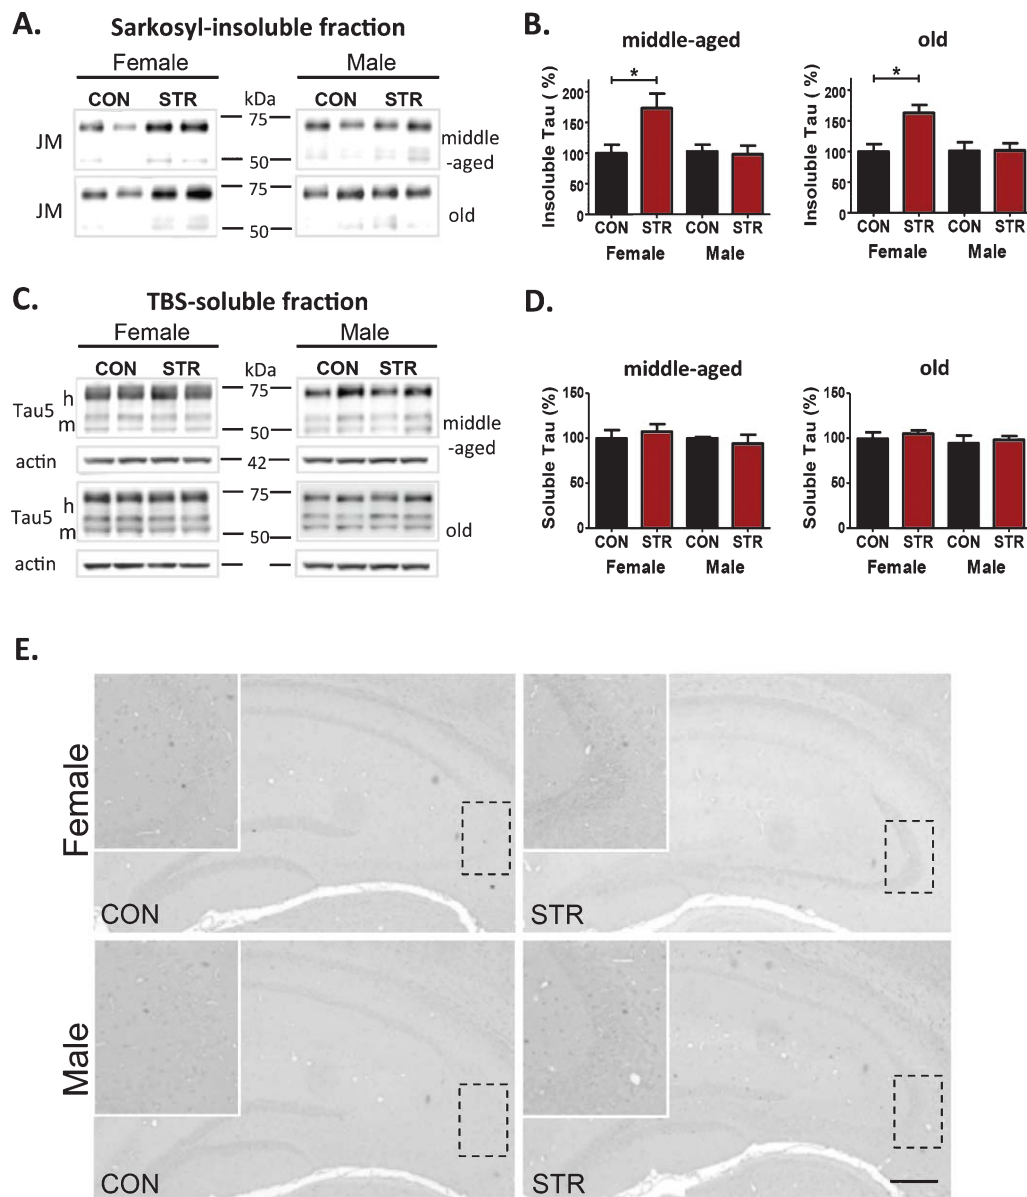 A. Sarkosyl-insoluble fraction
Female Male
CON STR kDa CON STR
JM 75 50 middle-aged
JM 75 50 old
B.
middle-aged old
Insoluble Tau (%) Insoluble Tau (%)
200 200
150 150
100 100
50 50
0 0
* *
CON STR CON STR CON STR CON STR
Female Male Female Male
C. TBS-soluble fraction
Female Male
CON STR kDa CON STR
Tau5 h m 75 50 middle-aged
actin 42
Tau5 h m 75 50 old
actin
D.
middle-aged old
Soluble Tau (%) Soluble Tau (%)
150 150
100 100
50 50
0 0
CON STR CON STR CON STR CON STR
Female Male Female Male
E.
Female
CON STR
Male
CON STR